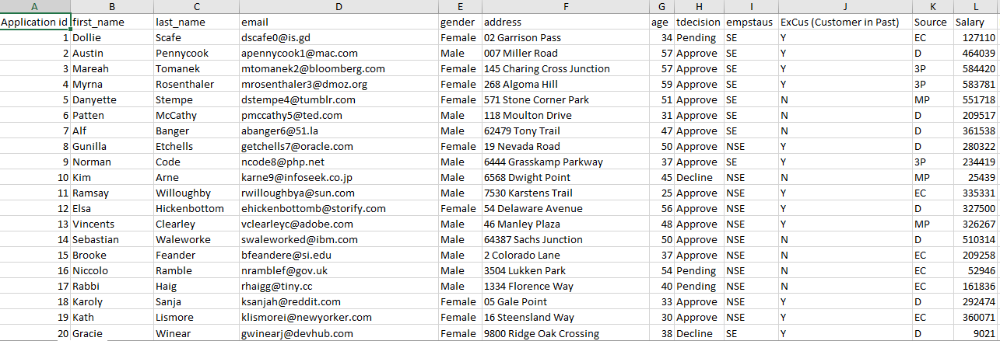 A B C D E F G H I J K L
Application id first_name last_name email gender address age tdecision empstaus ExCus (Customer in Past) Source Salary
1 Dollie Scafe dscafe0@is.gd Female 02 Garrison Pass 34 Pending SE Y EC 127110
2 Austin Pennycook apennycook1@mac.com Male 007 Miller Road 57 Approve SE Y D 464039
3 Mareah Tomanek mtomanek2@bloomberg.com Female 145 Charing Cross Junction 57 Approve SE Y 3P 584420
4 Myrna Rosenthaler mrosenthaler3@dmoz.org Female 268 Algoma Hill 59 Approve SE Y 3P 583781
5 Danyette Stempe dstempe4@tumblr.com Female 571 Stone Corner Park 51 Approve SE N MP 551718
6 Patten McCathy pmccathy5@ted.com Male 118 Moulton Drive 31 Approve SE N D 209517
7 Alf Banger abanger6@51.la Male 62479 Tony Trail 47 Approve SE N D 361538
8 Gunilla Etchells getchells7@oracle.com Female 19 Nevada Road 50 Approve NSE Y D 280322
9 Norman Code ncode8@php.net Male 6444 Grasskamp Parkway 37 Approve SE Y 3P 234419
10 Kim Arne karne9@infoseek.co.jp Male 6568 Dwight Point 45 Decline NSE N MP 25439
11 Ramsay Willoughby rwilloughbya@sun.com Male 7530 Karstens Trail 25 Approve NSE Y EC 335331
12 Elsa Hickenbottom ehickenbottomb@storify.com Female 54 Delaware Avenue 56 Approve NSE Y D 327500
13 Vincents Clearley vclearleyc@adobe.com Male 46 Manley Plaza 48 Approve NSE Y MP 326267
14 Sebastian Waleworke swaleworked@ibm.com Male 64387 Sachs Junction 50 Approve NSE N D 510314
15 Brooke Feander bfeandere@si.edu Male 2 Colorado Lane 37 Approve NSE N EC 209258
16 Niccolo Ramble nramblef@gov.uk Male 3504 Lukken Park 54 Pending NSE N EC 52946
17 Rabbi Haig rhaigg@tiny.cc Male 1334 Florence Way 40 Pending NSE N EC 161836
18 Karoly Sanja ksanjah@reddit.com Female 05 Gale Point 33 Approve NSE Y D 292474
19 Kath Lismore klismorei@newyorker.com Female 16 Steensland Way 30 Approve NSE Y EC 360071
20 Gracie Winear gwinearj@devhub.com Female 9800 Ridge Oak Crossing 38 Decline SE Y D 9021